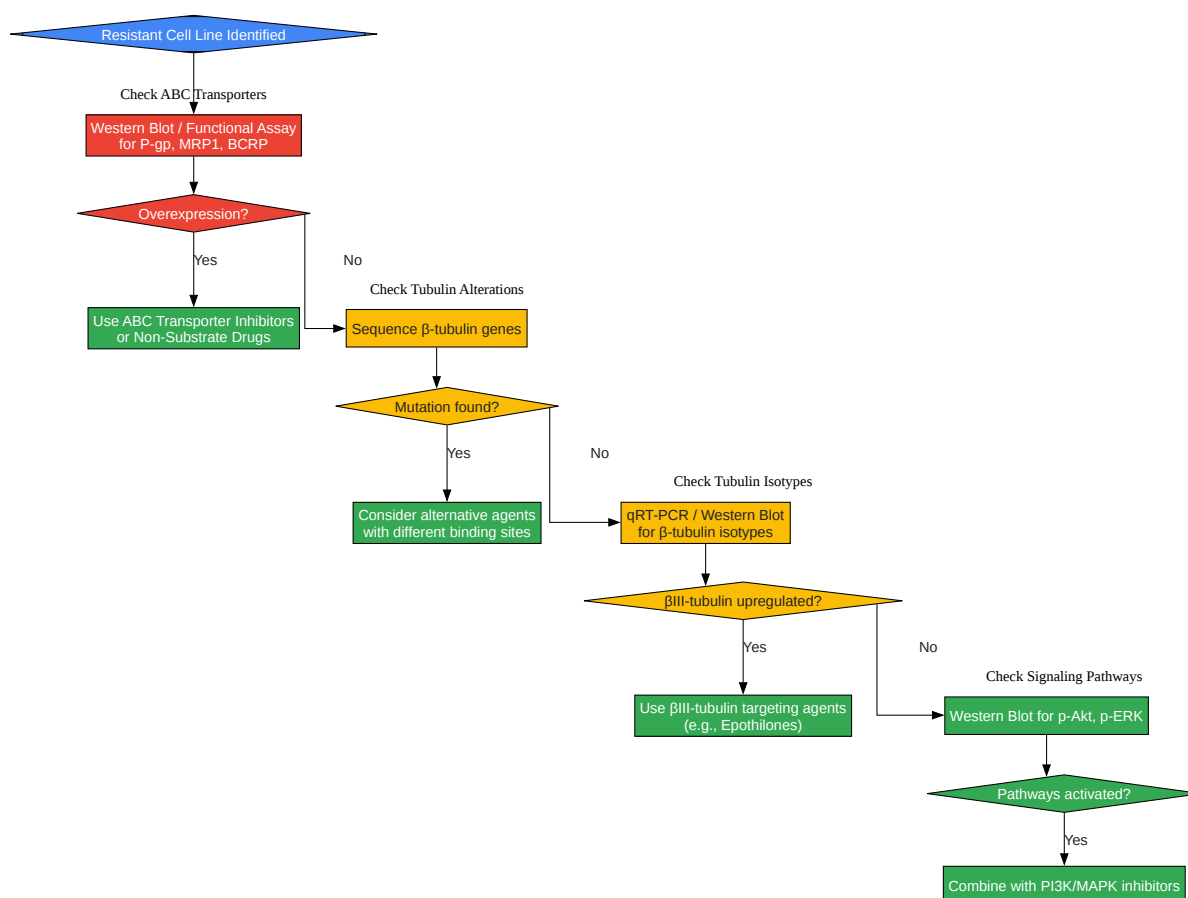 Resistant Cell Line Identified
Check ABC Transporters
Western Blot / Functional Assay
for P-gp, MRP1, BCRP
Overexpression?
Yes
No
Check Tubulin Alterations
Use ABC Transporter Inhibitors
or Non-Substrate Drugs
Sequence β-tubulin genes
Mutation found?
Yes
No
Check Tubulin Isotypes
Consider alternative agents
with different binding sites
qRT-PCR / Western Blot
for β-tubulin isotypes
βIII-tubulin upregulated?
Yes
No
Check Signaling Pathways
Use βIII-tubulin targeting agents
(e.g., Epothilones)
Western Blot for p-Akt, p-ERK
Pathways activated?
Yes
Combine with PI3K/MAPK inhibitors